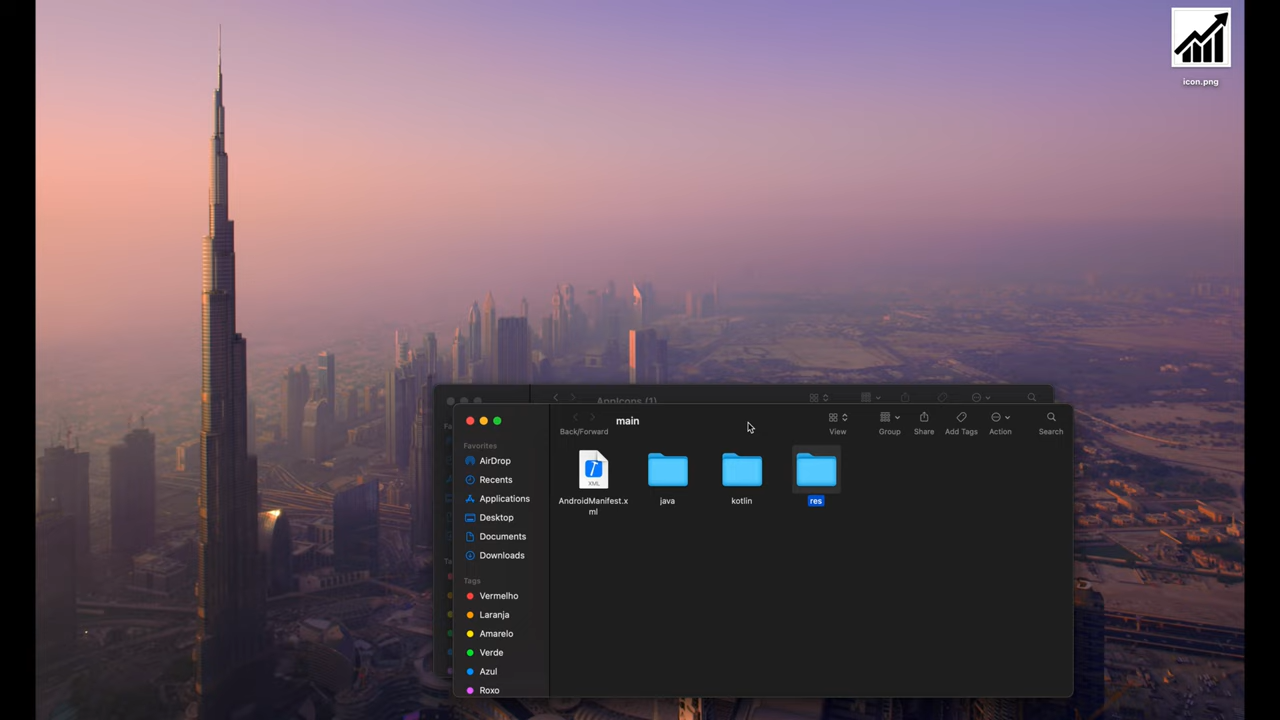 icon.png
AppIcons (1)
main
Back/Forward
View
Group
Share
Add Tags
Action
Search
Favorites
AirDrop
Recents
Applications
Desktop
Documents
Downloads
Tags
Vermelho
Laranja
Amarelo
Verde
Azul
Roxo
XML
AndroidManifest.x
ml
java
kotlin
res